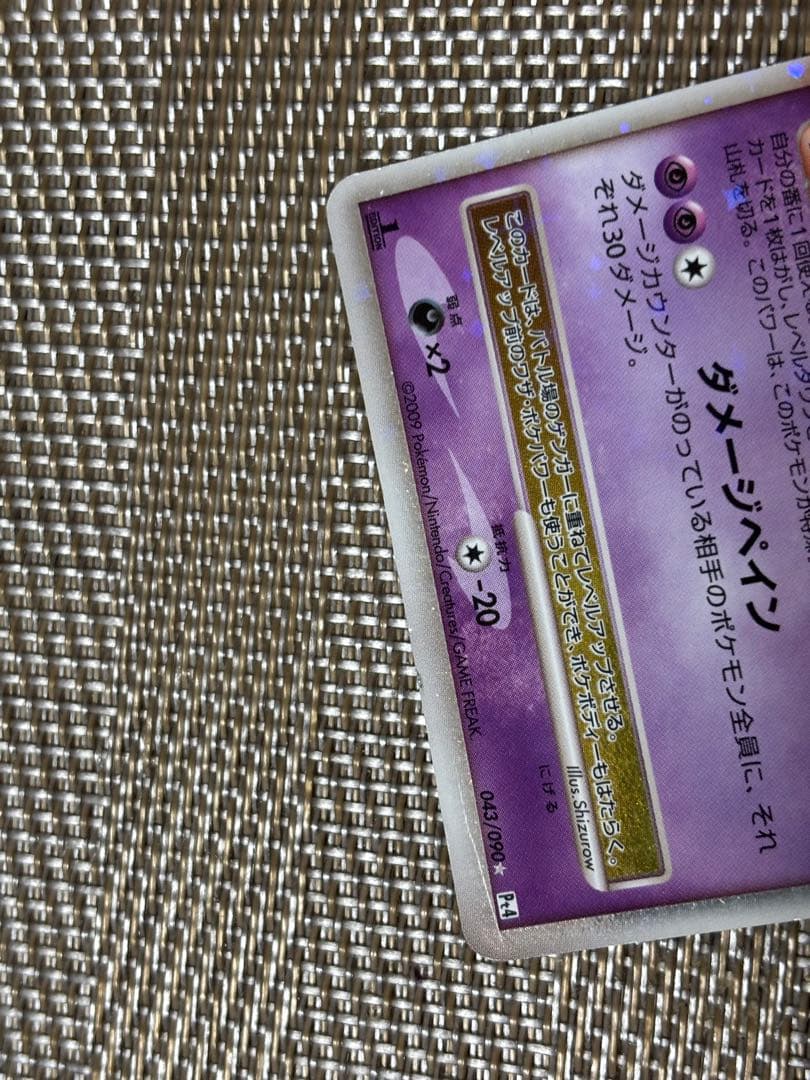 自分の番に1回
カードを1枚はがし、レベル
山札を切る。このパワーは、このポケモンが
ダメージペイン
ダメージカウンターがのっている相手のポケモン全員に、それ
ぞれ30ダメージ。
このカードは、バトル場のゲンガーに重ねてレベルアップさせる。
レベルアップ前のワザ・ポケパワーも使うことができ、ポケボディーもはたらく。
Illus. Shizurow
弱点
×2
抵抗力
-20
にげる
1 EDITION
©2009 Pokémon/Nintendo/Creatures/GAME FREAK.
043/090★
Pt4